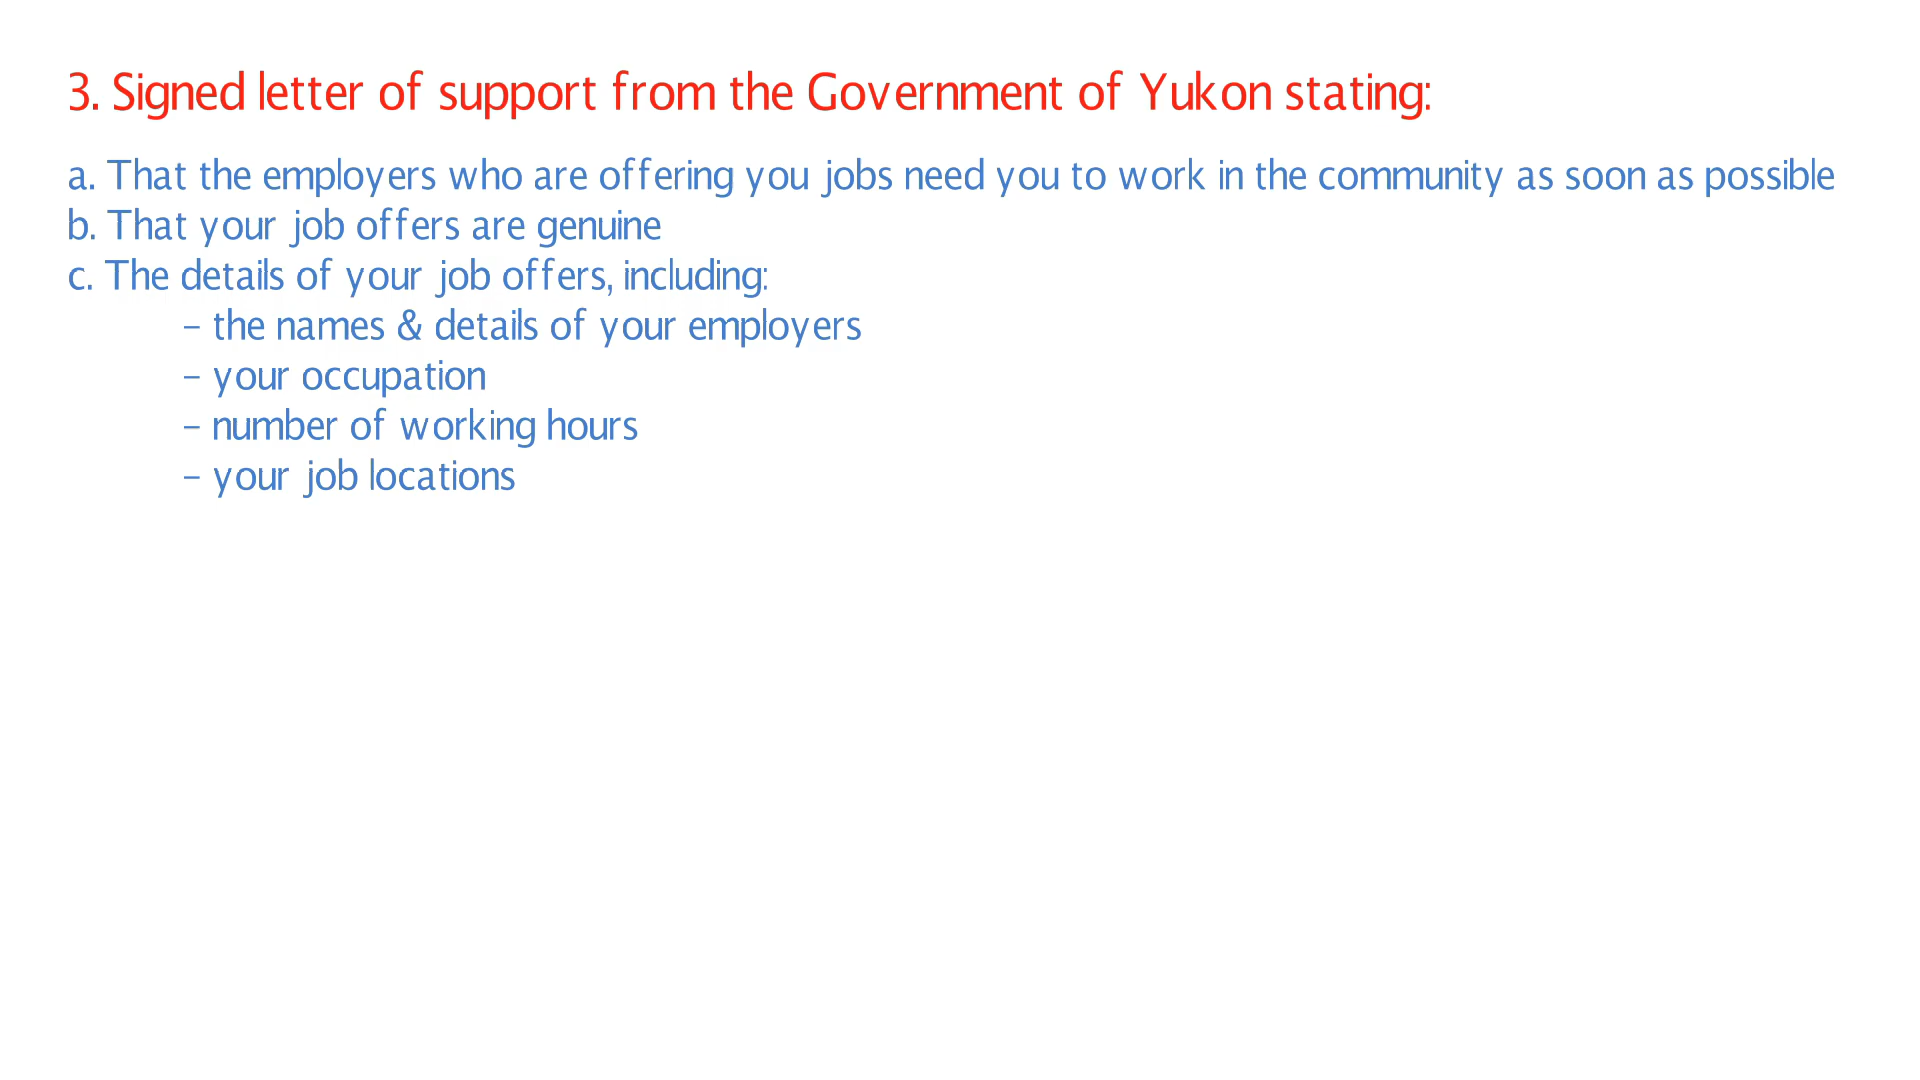 3. Signed letter of support from the Government of Yukon stating:
a. That the employers who are offering you jobs need you to work in the community as soon as possible
b. That your job offers are genuine
c. The details of your job offers, including:
– the names & details of your employers
– your occupation
– number of working hours
– your job locations